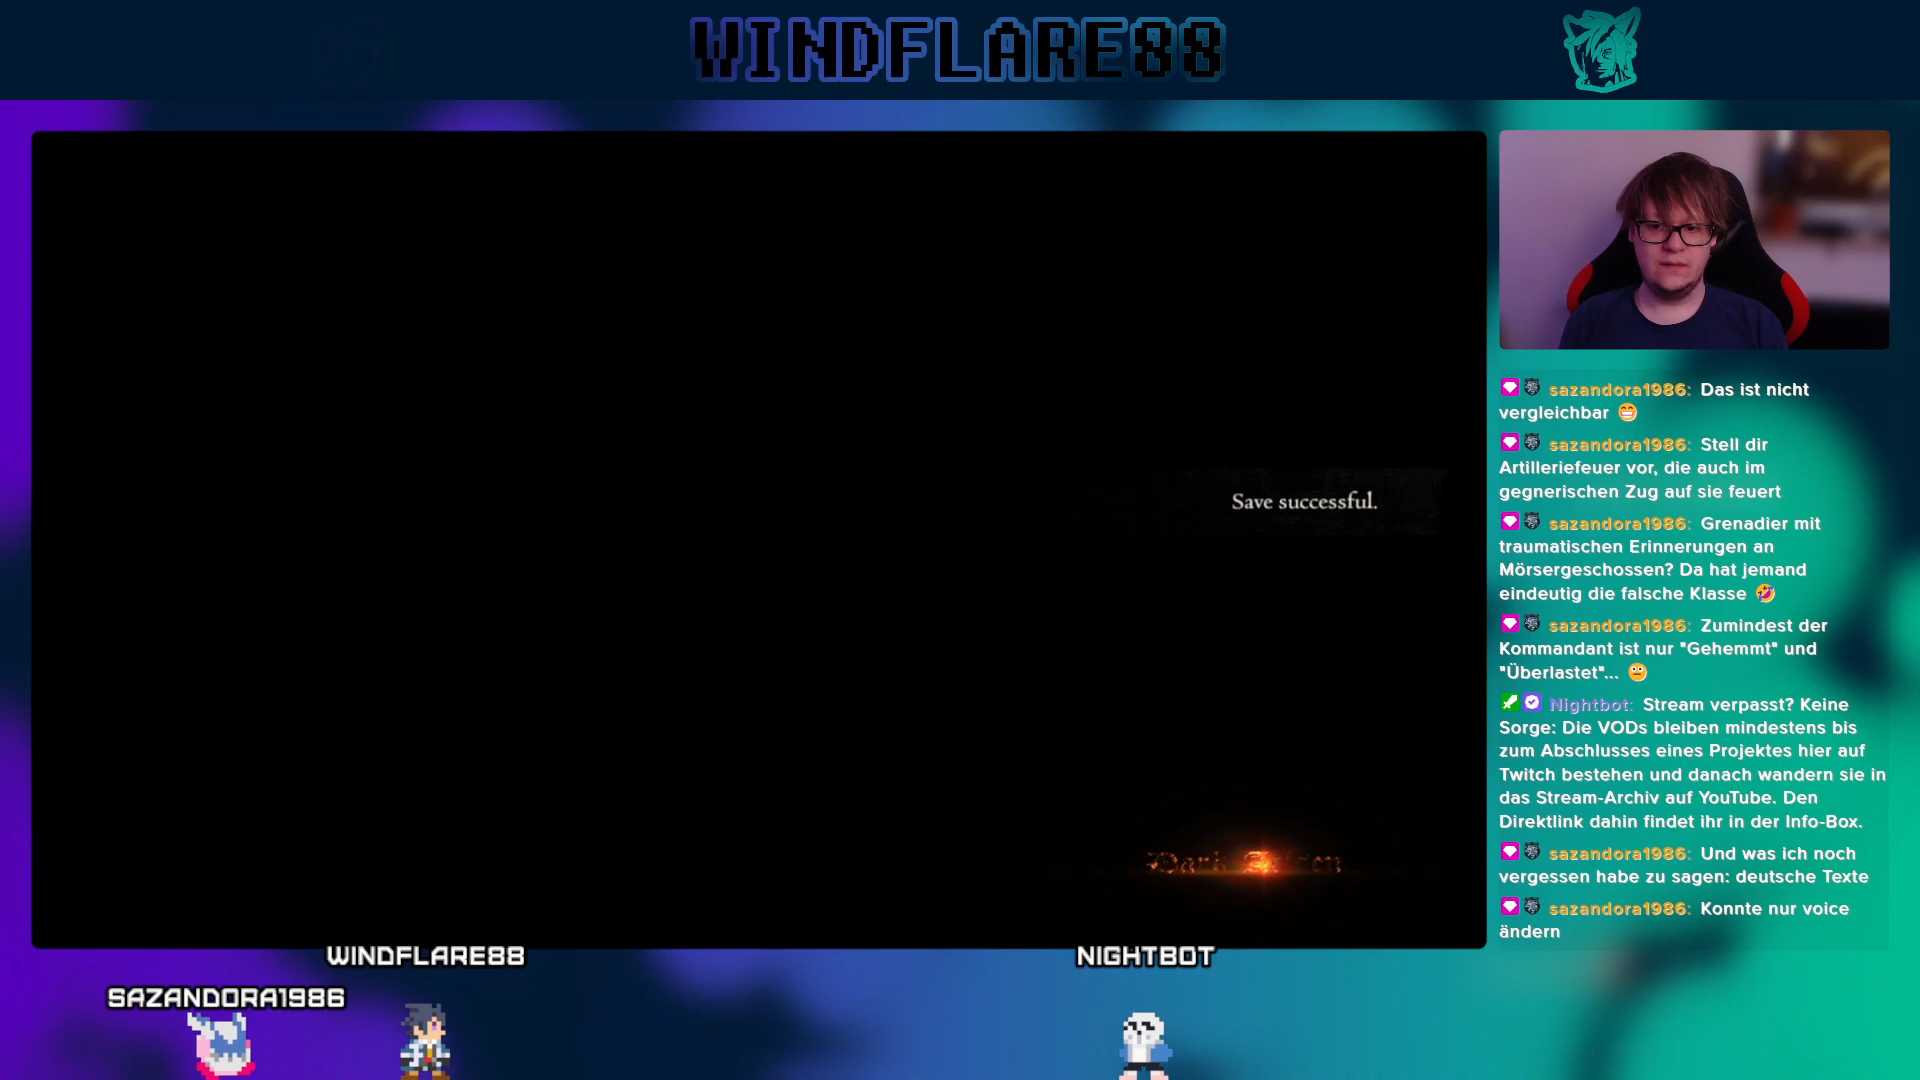 WINDFLARE88
Save successful.
sazandora1986: Das ist nicht
vergleichbar
sazandora1986: Stell dir
Artilleriefeuer vor, die auch im
gegnerischen Zug auf sie feuert
sazandora1986: Grenadier mit
traumatischen Erinnerungen an
Mörsergeschossen? Da hat jemand
eindeutig die falsche Klasse
sazandora1986: Zumindest der
Kommandant ist nur "Gehemmt" und
"Überlastet"...
Nightbot: Stream verpasst? Keine
Sorge: Die VODs bleiben mindestens bis
zum Abschlusses eines Projektes hier auf
Twitch bestehen und danach wandern sie in
das Stream-Archiv auf YouTube. Den
Direktlink dahin findet ihr in der Info-Box.
sazandora1986: Und was ich noch
vergessen habe zu sagen: deutsche Texte
sazandora1986: Konnte nur voice
ändern
Dark
WINDFLARE88
NIGHTBOT
SAZANDORA1986